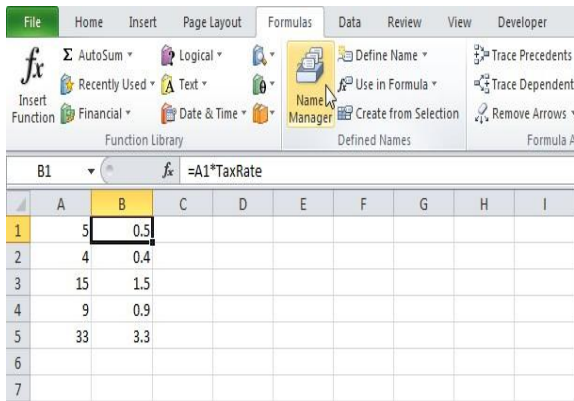 File Home Insert Page Layout Formulas Data Review View Developer
Σ AutoSum Logical Define Name Trace Precedents
Recently Used Text Use in Formula Trace Dependent
fx Insert Function Financial Date & Time Name Manager Create from Selection Remove Arrows
Function Library Defined Names Formula A
B1 fx =A1*TaxRate
A B C D E F G H I
1 5 0.5
2 4 0.4
3 15 1.5
4 9 0.9
5 33 3.3
6
7